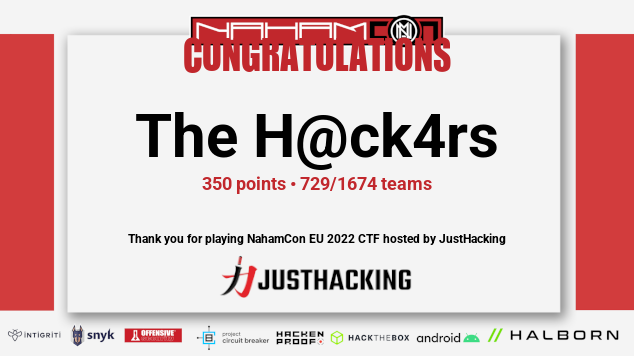 NAHAMCON
CONGRATULATIONS
The H@ck4rs
350 points • 729/1674 teams
Thank you for playing NahamCon EU 2022 CTF hosted by JustHacking
JUSTHACKING
INTIGRITI
snyk
OFFENSIVE
project
circuit breaker
HACKEN
PROOF
HACKTHEBOX
android
HALBORN